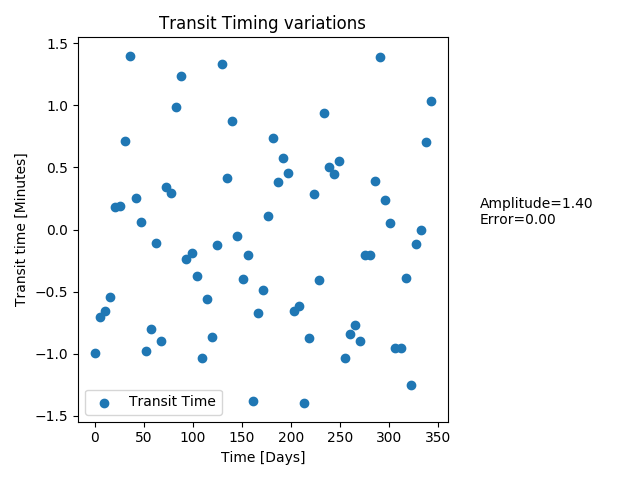 Transit Timing variations
Transit time [Minutes]
1.5
1.0
0.5
0.0
−0.5
−1.0
−1.5
Transit Time
0 50 100 150 200 250 300 350
Time [Days]
Amplitude=1.40
Error=0.00